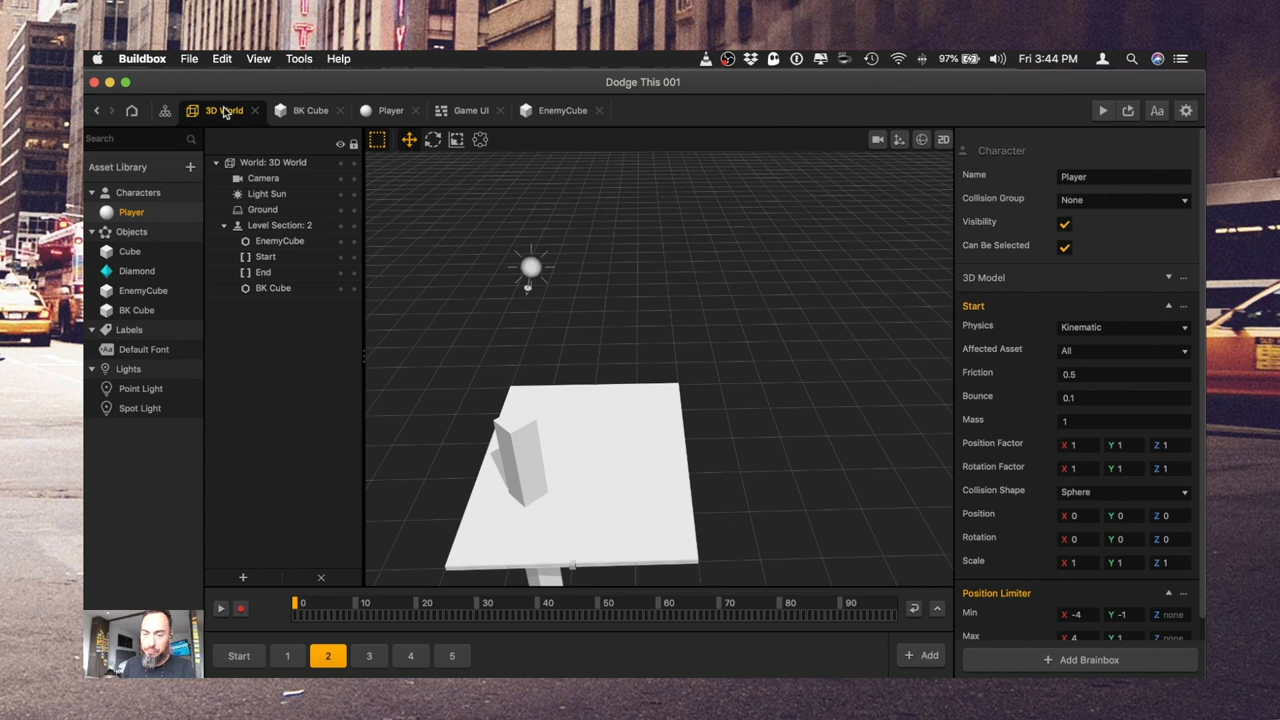 Buildbox File Edit View Tools Help 97% Fri 3:44 PM
Dodge This 001
3D World BK Cube Player Game UI EnemyCube Aa
Search
Asset Library
Characters
Player
Objects
Cube
Diamond
EnemyCube
BK Cube
Labels
Aa Default Font
Lights
Point Light
Spot Light
World: 3D World
Camera
Light Sun
Ground
Level Section: 2
EnemyCube
Start
End
BK Cube
2D
Character
Name Player
Collision Group None
Visibility
Can Be Selected
3D Model
Start
Physics Kinematic
Affected Asset All
Friction 0.5
Bounce 0.1
Mass 1
Position Factor X 1 Y 1 Z 1
Rotation Factor X 1 Y 1 Z 1
Collision Shape Sphere
Position X 0 Y 0 Z 0
Rotation X 0 Y 0 Z 0
Scale X 1 Y 1 Z 1
Position Limiter
Min X -4 Y -1 Z none
Max X 4 Y 1 Z none
+ Add Brainbox
0 10 20 30 40 50 60 70 80 90
Start 1 2 3 4 5 + Add